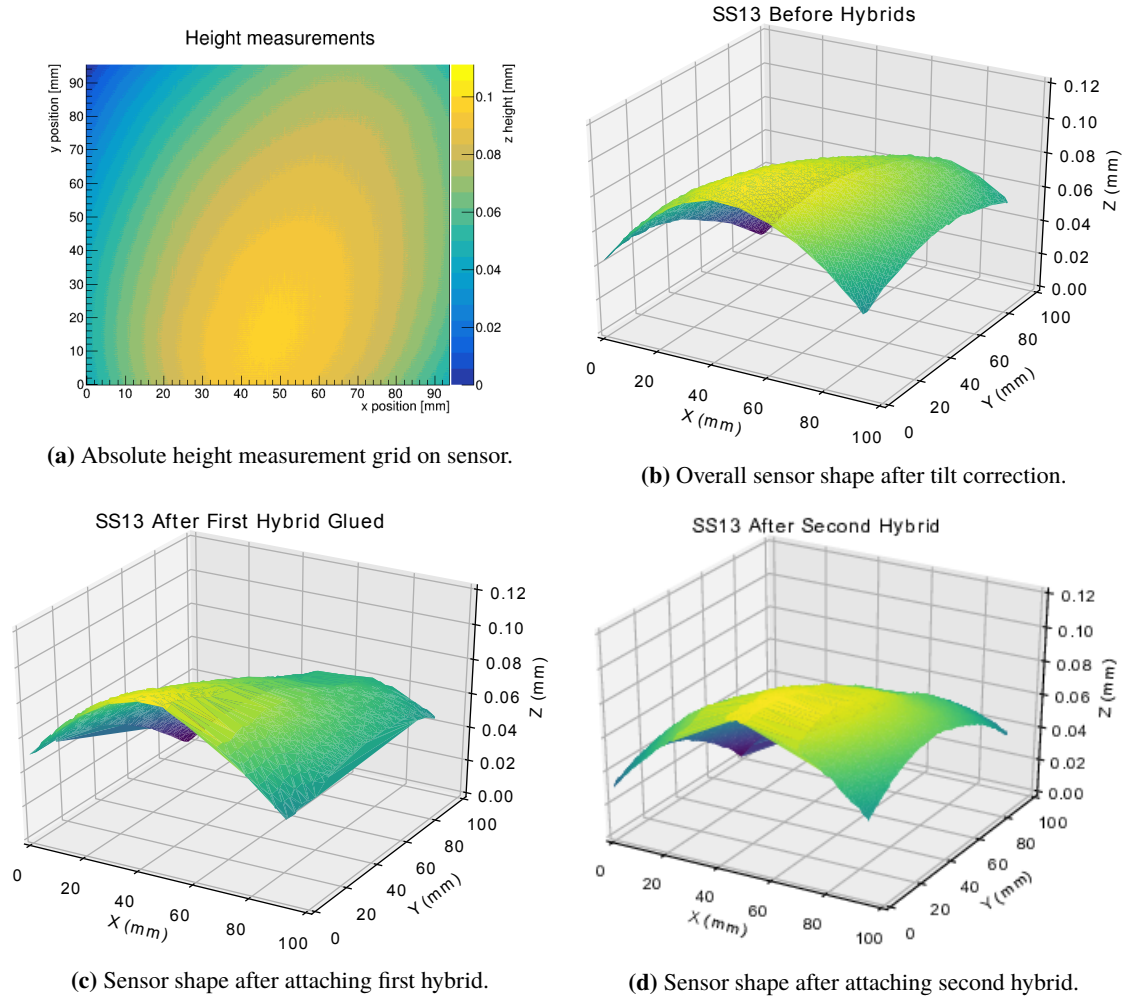 Height measurements
y position [mm]
90
80
70
60
50
40
30
20
10
0
0 10 20 30 40 50 60 70 80 90
x position [mm]
z height [mm]
0.1
0.08
0.06
0.04
0.02
0
(a) Absolute height measurement grid on sensor.
SS13 Before Hybrids
0.12
0.10
0.08
0.06
0.04
0.02
0.00
Z (mm)
0 20 40 60 80 100
X (mm)
0 20 40 60 80 100
Y (mm)
(b) Overall sensor shape after tilt correction.
SS13 After First Hybrid Glued
0.12
0.10
0.08
0.06
0.04
0.02
0.00
Z (mm)
0 20 40 60 80 100
X (mm)
0 20 40 60 80 100
Y (mm)
(c) Sensor shape after attaching first hybrid.
SS13 After Second Hybrid
0.12
0.10
0.08
0.06
0.04
0.02
0.00
Z (mm)
0 20 40 60 80 100
X (mm)
0 20 40 60 80 100
Y (mm)
(d) Sensor shape after attaching second hybrid.